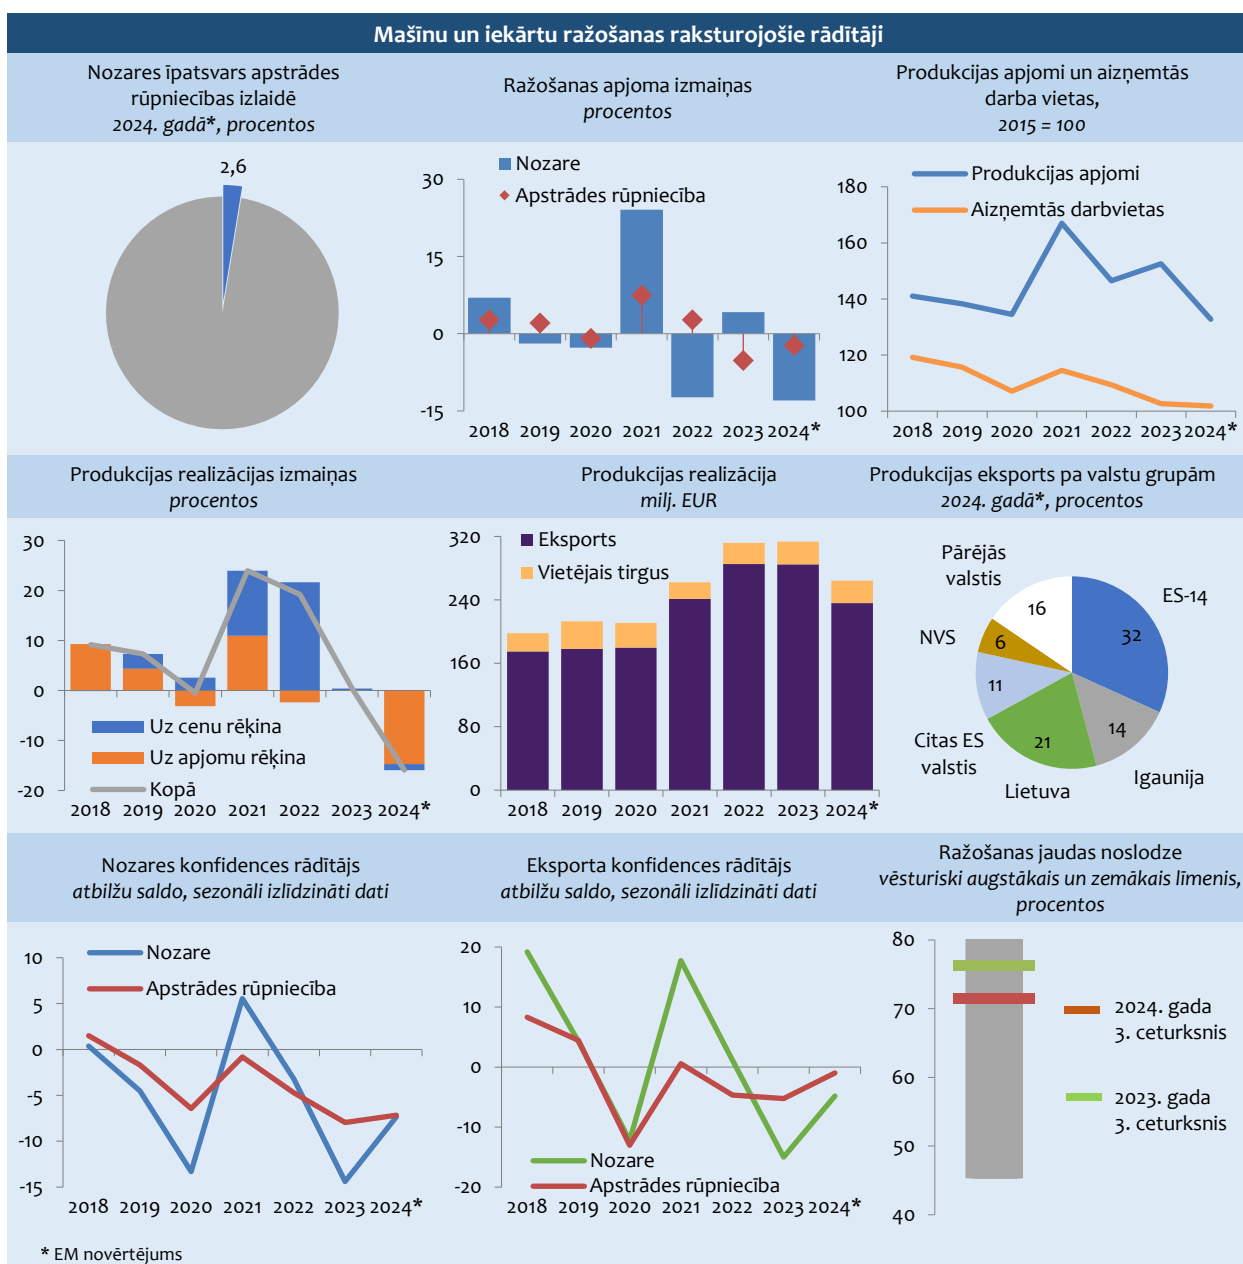 Mašīnu un iekārtu ražošanas raksturojošie rādītāji
Nozares īpatsvars apstrādes
rūpniecības izlaidē
2024. gadā*, procentos
2,6
Ražošanas apjoma izmaiņas
procentos
Nozare
Apstrādes rūpniecība
30
15
0
-15
2018 2019 2020 2021 2022 2023 2024*
Produkcijas apjomi un aizņemtās
darba vietas,
2015 = 100
Produkcijas apjomi
Aizņemtās darbvietas
180
160
140
120
100
2018 2019 2020 2021 2022 2023 2024*
Produkcijas realizācijas izmaiņas
procentos
30
20
10
0
-10
-20
Uz cenu rēķina
Uz apjomu rēķina
Kopā
2018 2019 2020 2021 2022 2023 2024*
Produkcijas realizācija
milj. EUR
Eksports
Vietējais tirgus
320
240
160
80
0
2018 2019 2020 2021 2022 2023 2024*
Produkcijas eksports pa valstu grupām
2024. gadā*, procentos
Pārējās
valstis
16
ES-14
32
NVS
6
11
Citas ES
valstis
21
Lietuva
14
Igaunija
Nozares konfidences rādītājs
atbilžu saldo, sezonāli izlīdzināti dati
Nozare
Apstrādes rūpniecība
10
5
0
-5
-10
-15
2018 2019 2020 2021 2022 2023 2024*
Eksporta konfidences rādītājs
atbilžu saldo, sezonāli izlīdzināti dati
20
10
0
-10
-20
Nozare
Apstrādes rūpniecība
2018 2019 2020 2021 2022 2023 2024*
Ražošanas jaudas noslodze
vēsturiski augstākais un zemākais līmenis,
procentos
80
70
60
50
40
2024. gada
3. ceturksnis
2023. gada
3. ceturksnis
* EM novērtējums